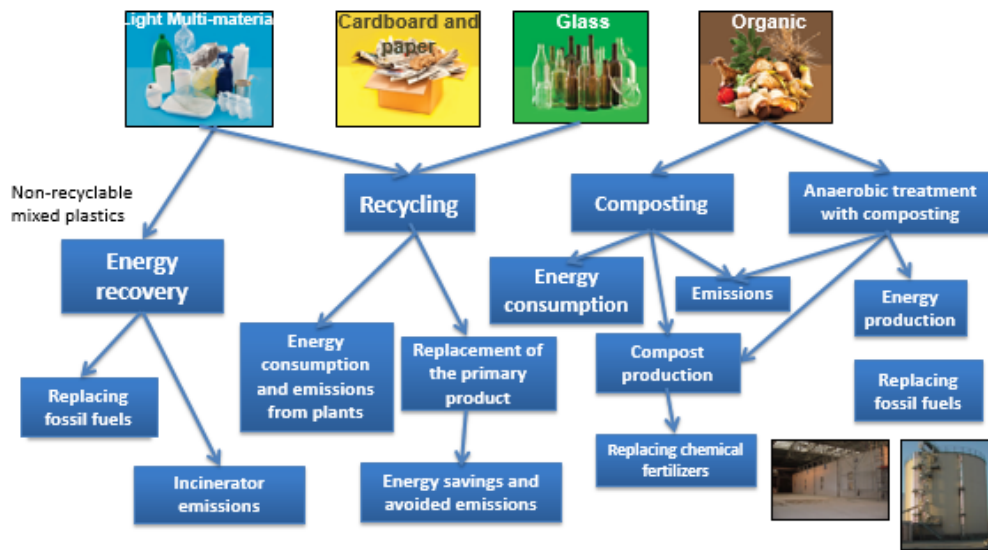 Light Multi-materia
Cardboard and
paper
Glass
Organic
Non-recyclable
mixed plastics
Recycling
Composting
Anaerobic treatment
with composting
Energy
recovery
Energy
consumption
Emissions
Energy
production
Energy
consumption
and emissions
from plants
Replacement of
the primary
product
Compost
production
Replacing
fossil fuels
Replacing
fossil fuels
Replacing chemical
fertilizers
Incinerator
emissions
Energy savings and
avoided emissions